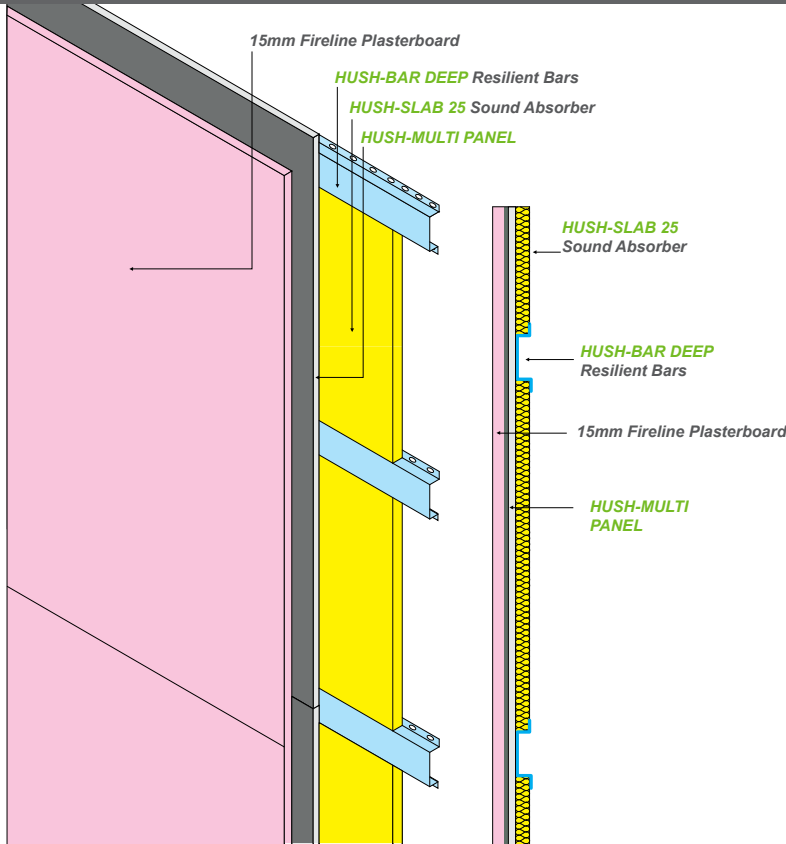 15mm Fireline Plasterboard
HUSH-BAR DEEP Resilient Bars
HUSH-SLAB 25 Sound Absorber
HUSH-MULTI PANEL
HUSH-SLAB 25
Sound Absorber
HUSH-BAR DEEP
Resilient Bars
15mm Fireline Plasterboard
HUSH-MULTI
PANEL